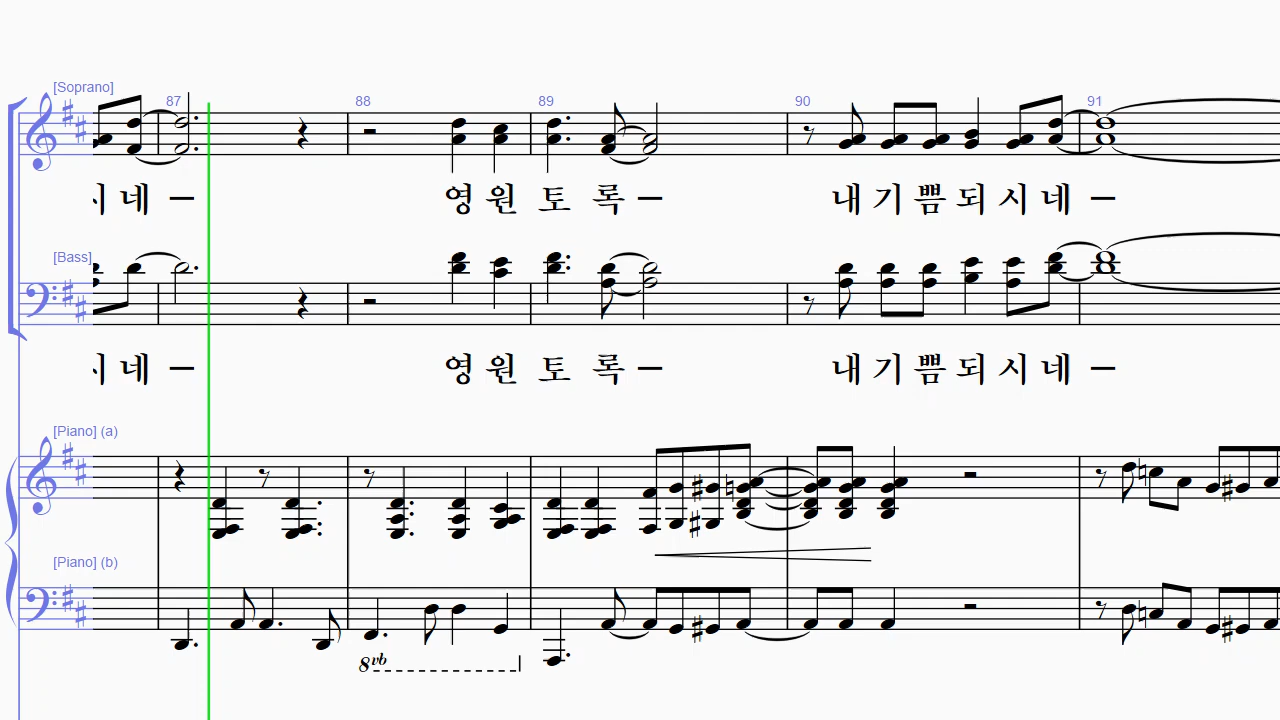 [Soprano]
87 88 89 90 91
네 — 영 원 토 록 — 내 기 쁨 되 시 네 —
[Bass]
네 — 영 원 토 록 — 내 기 쁨 되 시 네 —
[Piano] (a)
[Piano] (b)
8vb